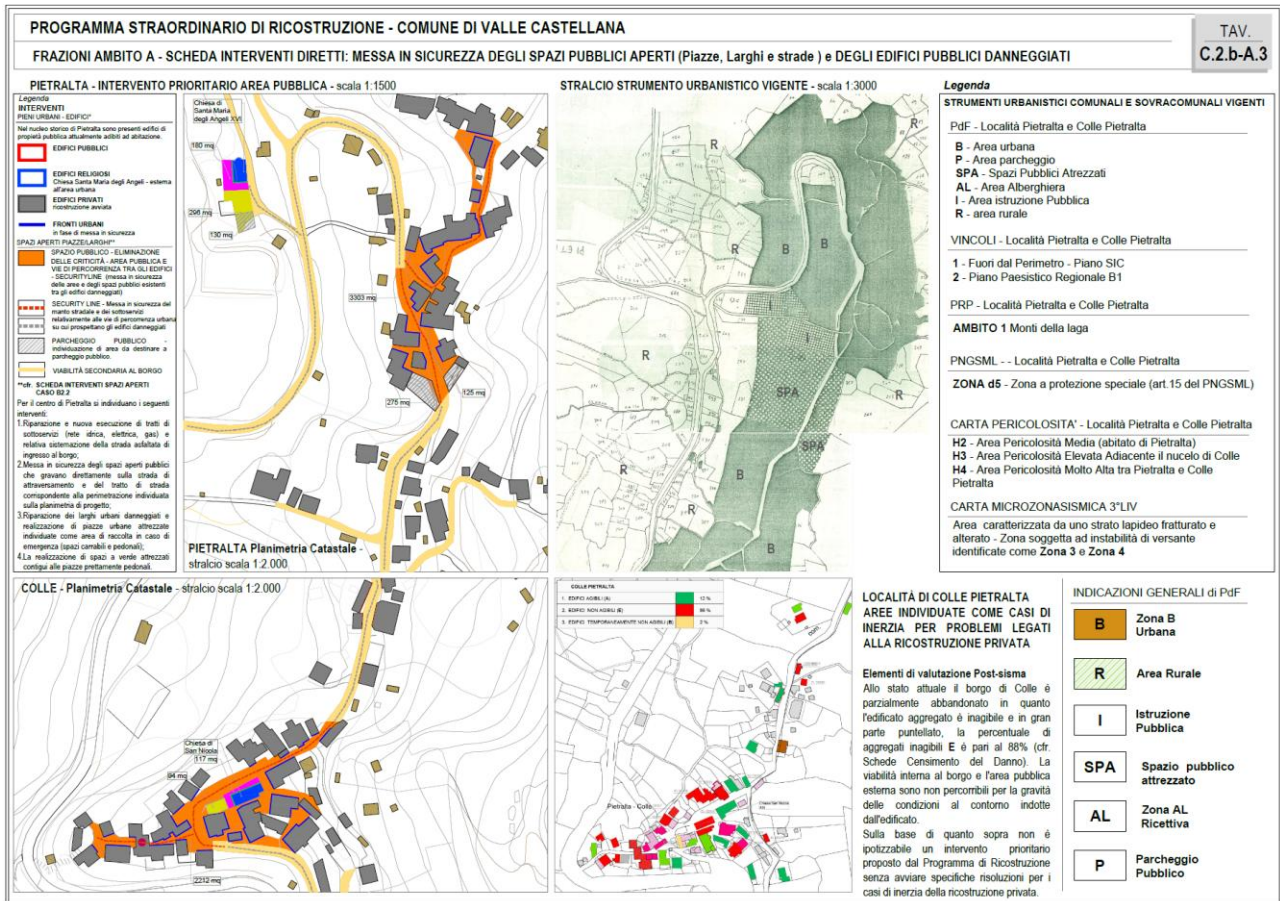 PROGRAMMA STRAORDINARIO DI RICOSTRUZIONE - COMUNE DI VALLE CASTELLANA
FRAZIONI AMBITO A - SCHEDA INTERVENTI DIRETTI: MESSA IN SICUREZZA DEGLI SPAZI PUBBLICI APERTI (Piazze, Larghi e strade ) e DEGLI EDIFICI PUBBLICI DANNEGGIATI
TAV.
C.2.b-A.3
PIETRALTA - INTERVENTO PRIORITARIO AREA PUBBLICA - scala 1:1500
Legenda
INTERVENTI
PIENI URBANI - EDIFICI*
Nel nucleo storico di Pietralta sono presenti edifici di
propietà pubblica attualmente adibiti ad abitazione.
EDIFICI PUBBLICI
EDIFICI RELIGIOSI
Chiesa Santa Maria degli Angeli - esterna
all'area urbana
EDIFICI PRIVATI
ricostruzione avviata
FRONTI URBANI
in fase di messa in sicurezza
SPAZI APERTI PIAZZE/LARGHI**
SPAZIO PUBBLICO - ELIMINAZIONE
DELLE CRITICITÀ - AREA PUBBLICA E
VIE DI PERCORRENZA TRA GLI EDIFICI
- SECURITYLINE (messa in sicurezza
delle aree e degli spazi pubblici esistenti
tra gli edifici danneggiati)
SECURITY LINE - Messa in sicurezza del
manto stradale e dei sottoservizi
relativamente alle vie di percorrenza urbana
su cui prospettano gli edifici danneggiati
PARCHEGGIO PUBBLICO -
individuazione di area da destinare a
parcheggio pubblico.
VIABILITÀ SECONDARIA AL BORGO
**cfr. SCHEDA INTERVENTI SPAZI APERTI
CASO B2.2
Per il centro di Pietralta si individuano i seguenti
interventi:
1.Riparazione e nuova esecuzione di tratti di
sottoservizi (rete idrica, elettrica, gas) e
relativa sistemazione della strada asfaltata di
ingresso al borgo;
2.Messa in sicurezza degli spazi aperti pubblici
che gravano direttamente sulla strada di
attraversamento e del tratto di strada
corrispondente alla perimetrazione individuata
sulla planimetria di progetto;
3.Riparazione dei larghi urbani danneggiati e
realizzazione di piazze urbane attrezzate
individuate come area di raccolta in caso di
emergenza (spazi carrabili e pedonali);
4.La realizzazione di spazi a verde attrezzati
contigui alle piazze prettamente pedonali.
Chiesa di
Santa Maria
degli Angeli XVI
180 mq
296 mq
130 mq
3303 mq
275 mq
125 mq
PIETRALTA Planimetria Catastale -
stralcio scala 1:2.000
STRALCIO STRUMENTO URBANISTICO VIGENTE - scala 1:3000
R
R
R
B
B
I
I
R
SPA
R
SPA
B
R
B
Legenda
STRUMENTI URBANISTICI COMUNALI E SOVRACOMUNALI VIGENTI
PdF - Località Pietralta e Colle Pietralta
B - Area urbana
P - Area parcheggio
SPA - Spazi Pubblici Atrezzati
AL - Area Alberghiera
I - Area istruzione Pubblica
R - area rurale
VINCOLI - Località Pietralta e Colle Pietralta
1 - Fuori dal Perimetro - Piano SIC
2 - Piano Paesistico Regionale B1
PRP - Località Pietralta e Colle Pietralta
AMBITO 1 Monti della laga
PNGSML - - Località Pietralta e Colle Pietralta
ZONA d5 - Zona a protezione speciale (art.15 del PNGSML)
CARTA PERICOLOSITA' - Località Pietralta e Colle Pietralta
H2 - Area Pericolosità Media (abitato di Pietralta)
H3 - Area Pericolosità Elevata Adiacente il nucelo di Colle
H4 - Area Pericolosità Molto Alta tra Pietralta e Colle
Pietralta
CARTA MICROZONASISMICA 3°LIV
Area caratterizzata da uno strato lapideo fratturato e
alterato - Zona soggetta ad instabilità di versante
identificate come Zona 3 e Zona 4
COLLE - Planimetria Catastale - stralcio scala 1:2.000
Chiesa di
San Nicola
117 mq
84 mq
2212 mq
COLLE PIETRALTA
1. EDIFICI AGIBILI (A) 10 %
2. EDIFICI NON AGIBILI (E) 88 %
3. EDIFICI TEMPORANEAMENTE NON AGIBILI (B) 2 %
Pietralta - Colle
LOCALITÀ DI COLLE PIETRALTA
AREE INDIVIDUATE COME CASI DI
INERZIA PER PROBLEMI LEGATI
ALLA RICOSTRUZIONE PRIVATA
Elementi di valutazione Post-sisma
Allo stato attuale il borgo di Colle é
parzialmente abbandonato in quanto
l'edificato aggregato è inagibile e in gran
parte puntellato, la percentuale di
aggregati inagibili E é pari al 88% (cfr.
Schede Censimento del Danno). La
viabilità interna al borgo e l'area pubblica
esterna sono non percorribili per la gravità
delle condizioni al contorno indotte
dall'edificato.
Sulla base di quanto sopra non è
ipotizzabile un intervento prioritario
proposto dal Programma di Ricostruzione
senza avviare specifiche risoluzioni per i
casi di inerzia della ricostruzione privata.
INDICAZIONI GENERALI di PdF
B Zona B
Urbana
R Area Rurale
I Istruzione
Pubblica
SPA Spazio pubblico
attrezzato
AL Zona AL
Ricettiva
P Parcheggio
Pubblico